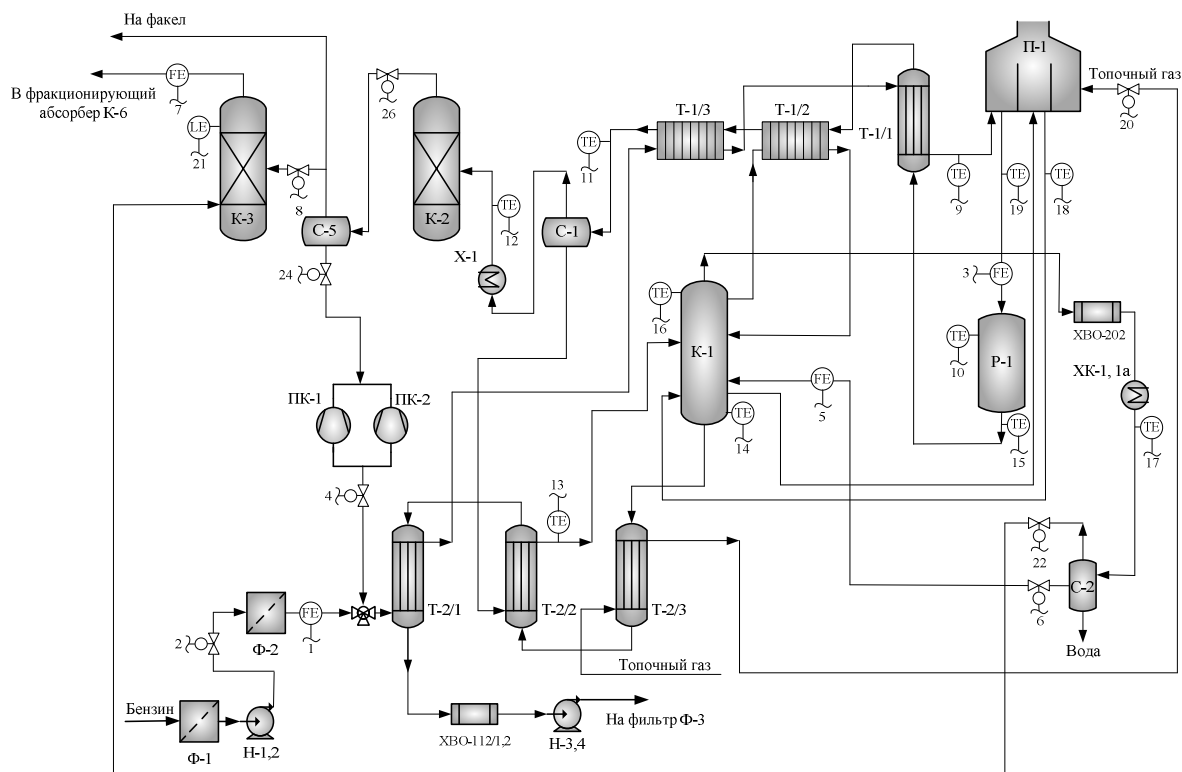 На факел
П-1
FE
7
В фракционирующий
абсорбер К-6
26
Топочный газ
20
Т-1/3
Т-1/2
Т-1/1
LE
21
TE
11
TE
9
TE
19
TE
18
8
К-3
С-5
К-2
TE
12
С-1
Х-1
24
3
FE
TE
16
К-1
TE
10
Р-1
ХВО-202
ХК-1, 1а
FE
5
TE
14
TE
15
TE
17
ПК-1
ПК-2
4
13
TE
22
С-2
6
Вода
Т-2/1
Т-2/2
Т-2/3
2
Ф-2
FE
1
Топочный газ
Бензин
Ф-1
Н-1,2
ХВО-112/1,2
Н-3,4
На фильтр Ф-3